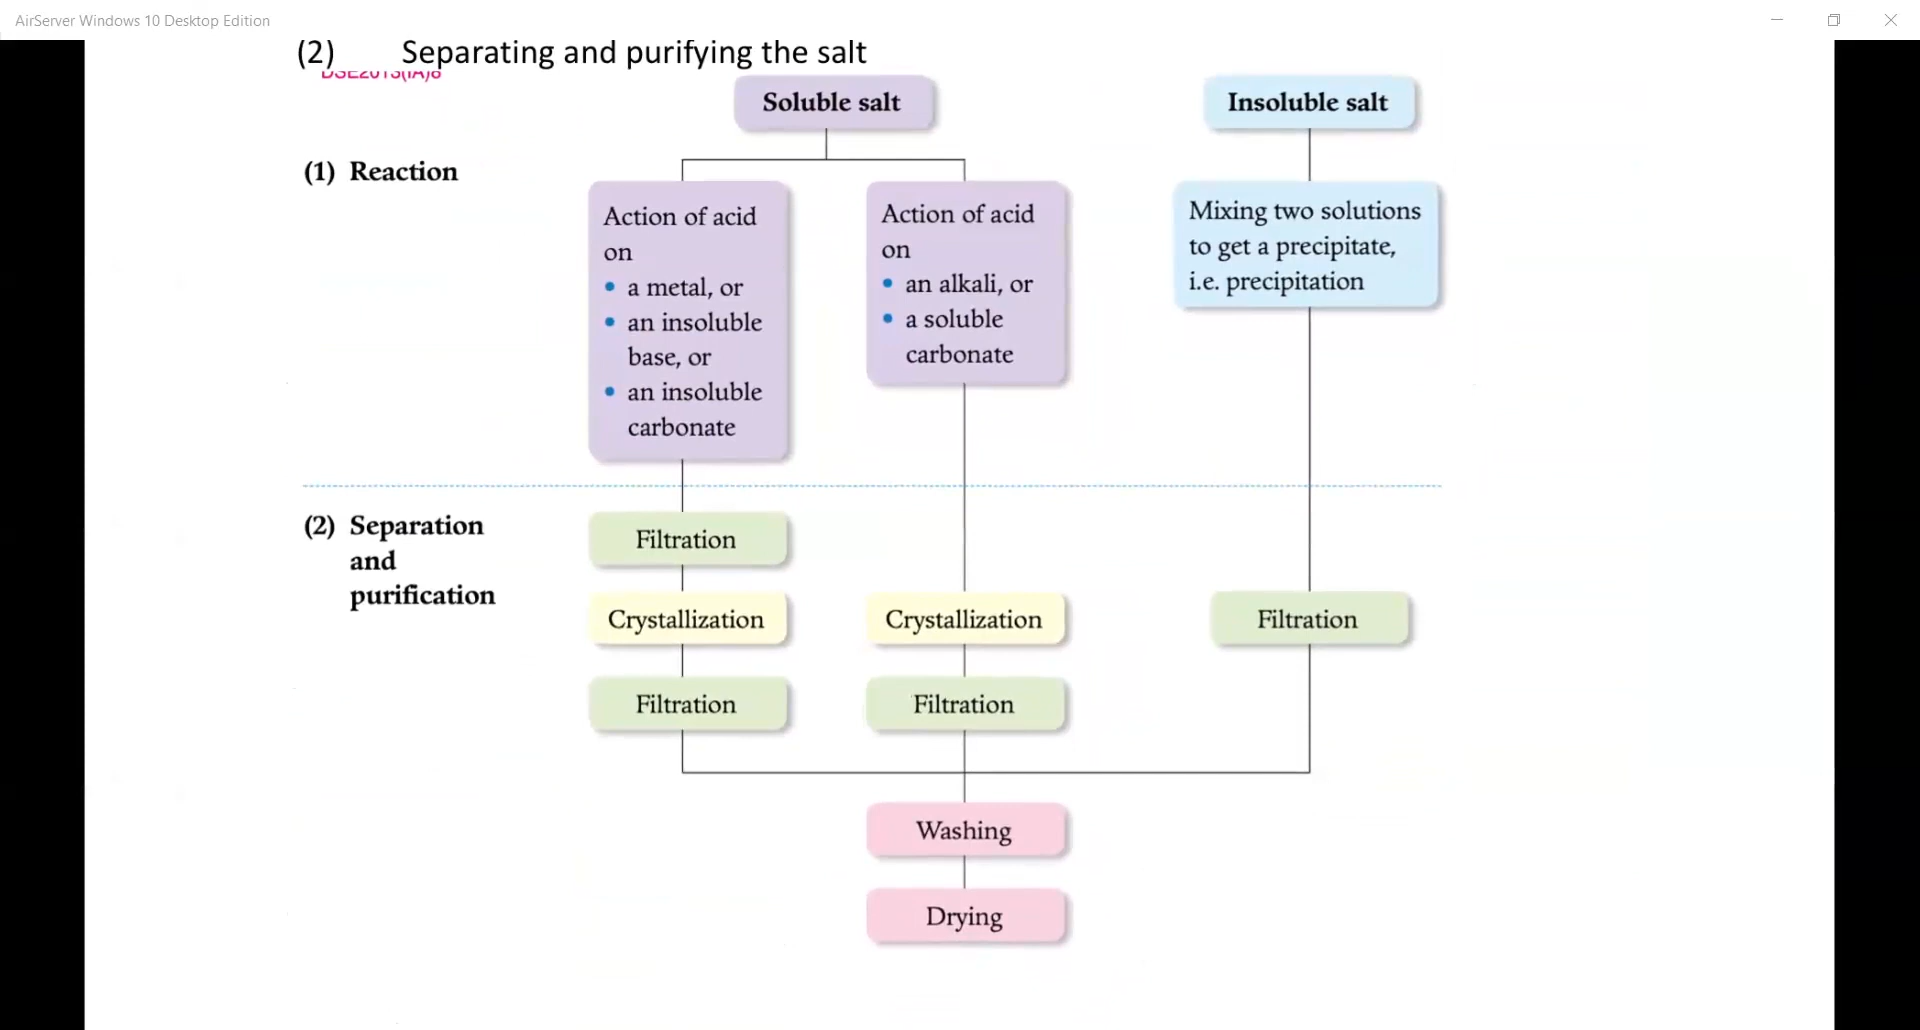 AirServer Windows 10 Desktop Edition
(2) Separating and purifying the salt
Soluble salt
Insoluble salt
(1) Reaction
Action of acid
on
• a metal, or
• an insoluble
base, or
• an insoluble
carbonate
Action of acid
on
• an alkali, or
• a soluble
carbonate
Mixing two solutions
to get a precipitate,
i.e. precipitation
(2) Separation
and
purification
Filtration
Crystallization
Filtration
Crystallization
Filtration
Filtration
Washing
Drying